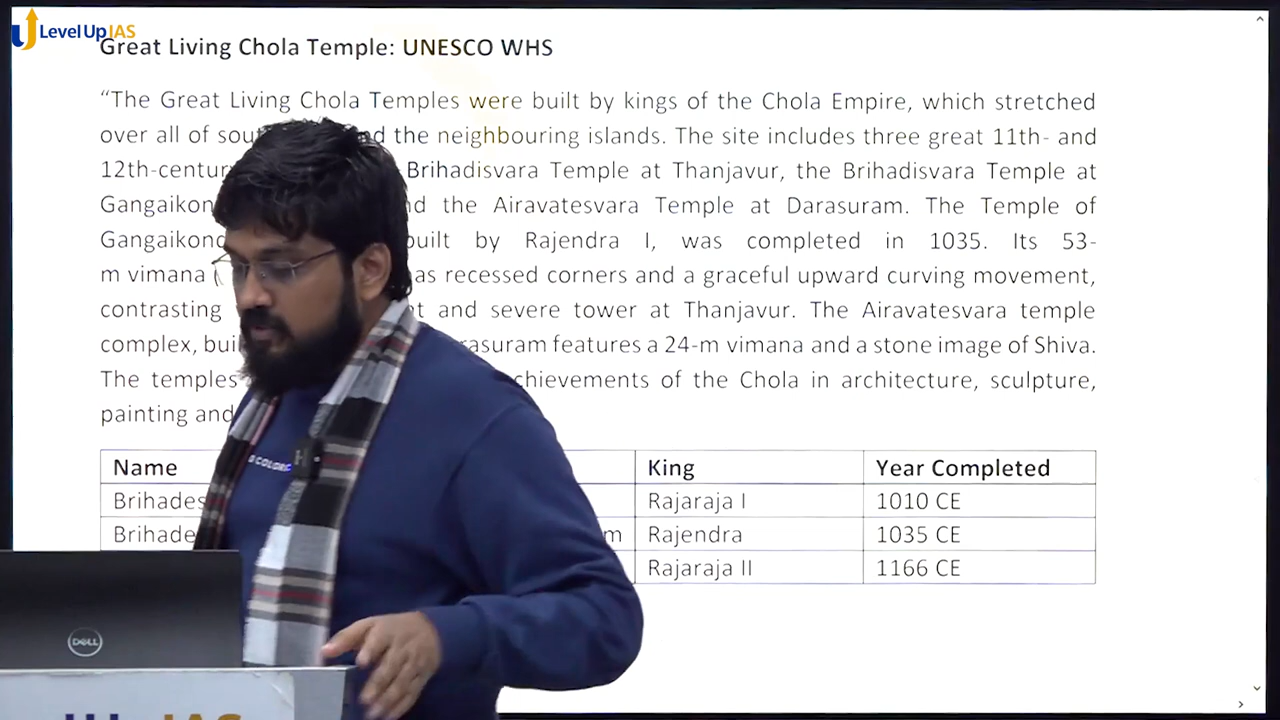 Level Up IAS
Great Living Chola Temple: UNESCO WHS
“The Great Living Chola Temples were built by kings of the Chola Empire, which stretched
over all of sou d the neighbouring islands. The site includes three great 11th- and
12th-centur Brihadisvara Temple at Thanjavur, the Brihadisvara Temple at
Gangaikon nd the Airavatesvara Temple at Darasuram. The Temple of
Gangaikon built by Rajendra I, was completed in 1035. Its 53-
m vimana ( as recessed corners and a graceful upward curving movement,
contrasting t and severe tower at Thanjavur. The Airavatesvara temple
complex, bui rasuram features a 24-m vimana and a stone image of Shiva.
The temples chievements of the Chola in architecture, sculpture,
painting and
Name King Year Completed
Brihades Rajaraja I 1010 CE
Brihade m Rajendra 1035 CE
Rajaraja II 1166 CE
COLOR
DELL
IAS